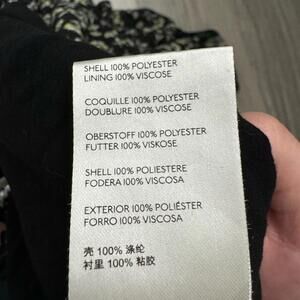 SHELL 100% POLYESTER
LINING 100% VISCOSE
COQUILLE 100% POLYESTER
DOUBLURE 100% VISCOSE
OBERSTOFF 100% POLYESTER
FUTTER 100% VISKOSE
SHELL 100% POLIESTERE
FODERA 100% VISCOSA
EXTERIOR 100% POLIÉSTER
FORRO 100% VISCOSA
壳 100% 涤纶
衬里 100% 粘胶